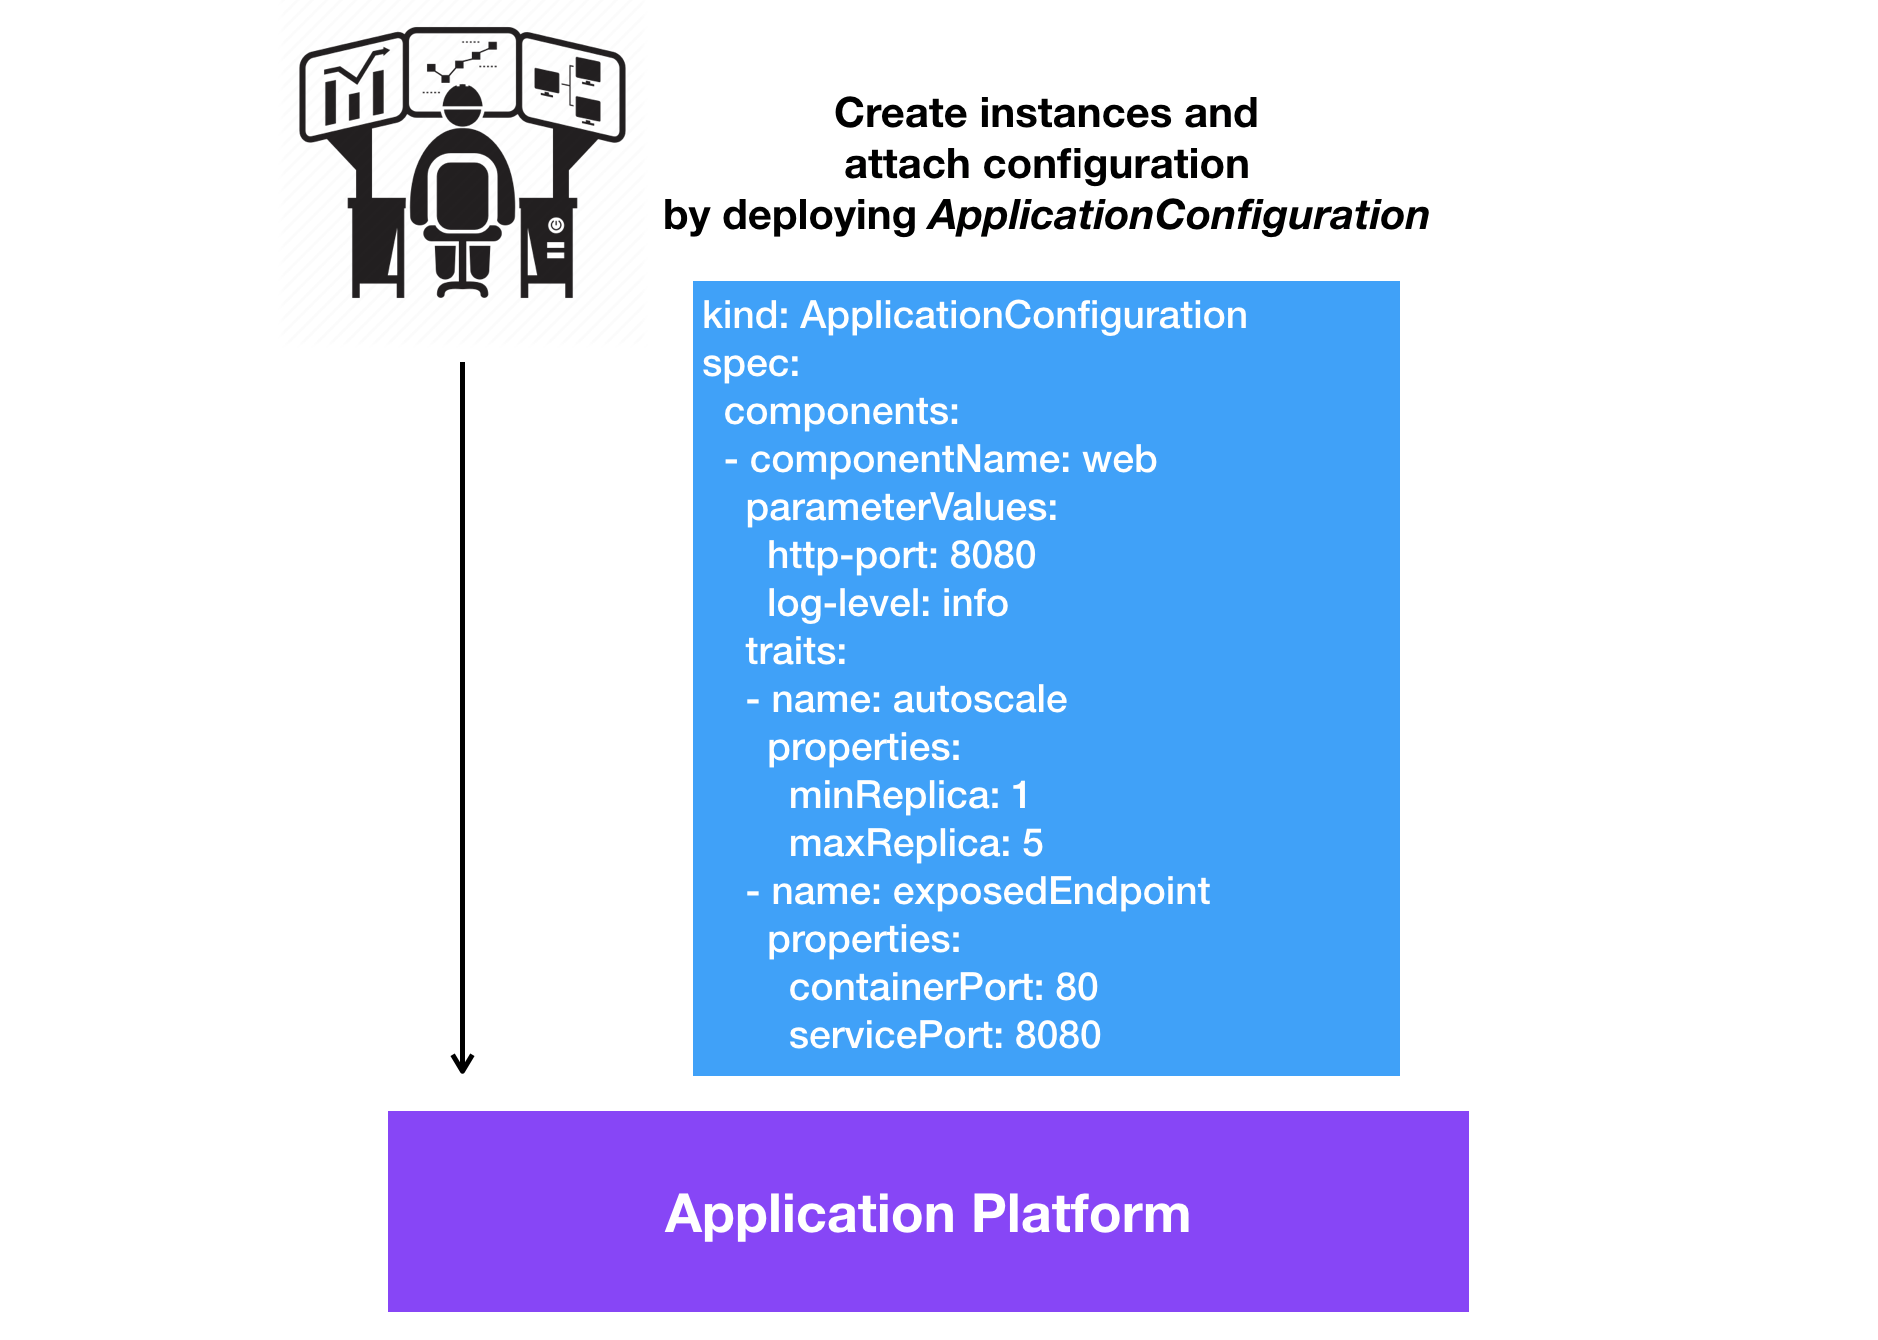 Create instances and
attach configuration
by deploying ApplicationConfiguration
kind: ApplicationConfiguration
spec:
  components:
  - componentName: web
    parameterValues:
      http-port: 8080
      log-level: info
    traits:
    - name: autoscale
      properties:
        minReplica: 1
        maxReplica: 5
    - name: exposedEndpoint
      properties:
        containerPort: 80
        servicePort: 8080
Application Platform